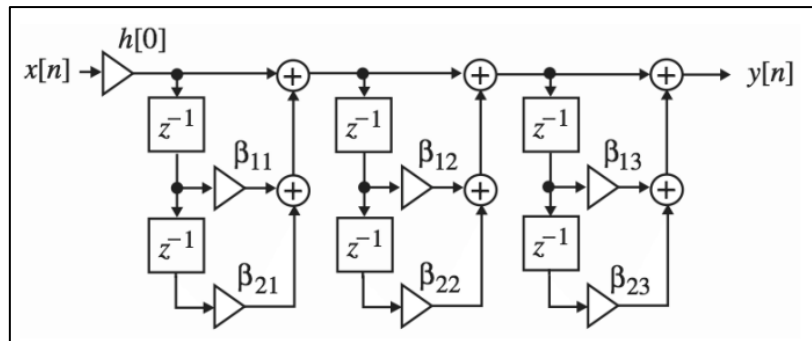 h[0]
x[n] + + + y[n]
z⁻¹ z⁻¹ z⁻¹
β₁₁ β₁₂ β₁₃
+ + +
z⁻¹ z⁻¹ z⁻¹
β₂₁ β₂₂ β₂₃